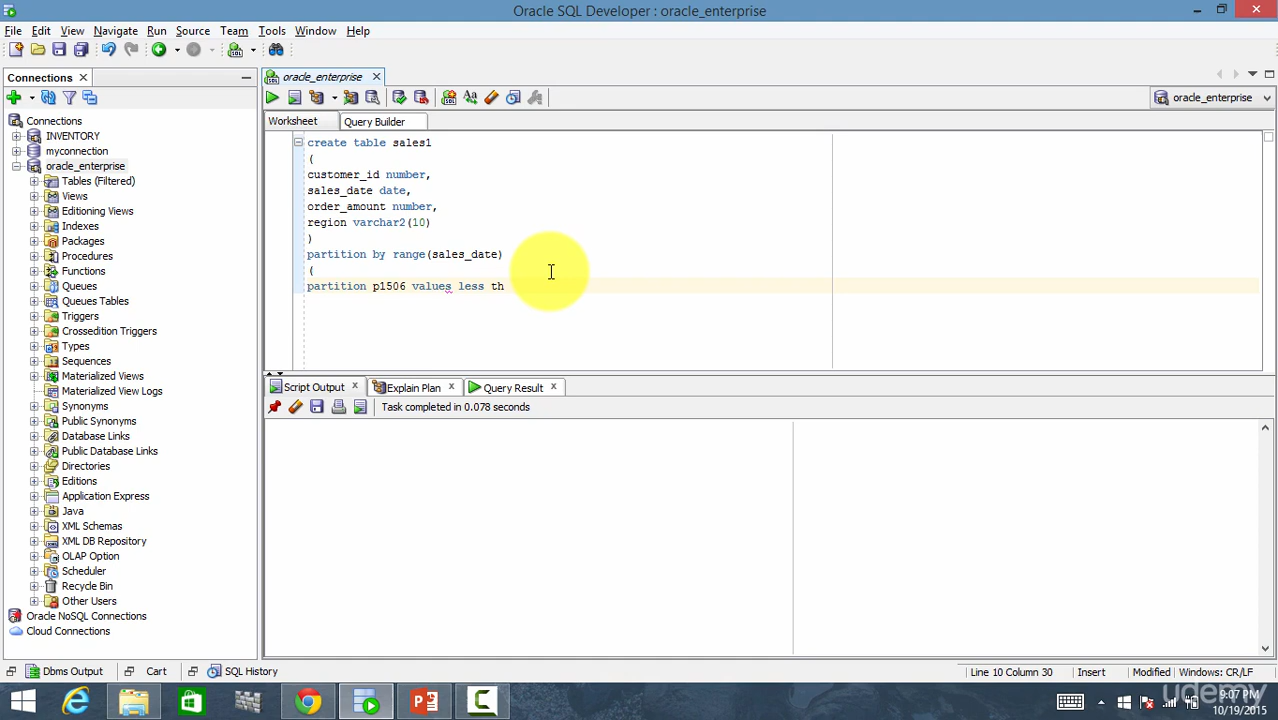 Oracle SQL Developer : oracle_enterprise
File Edit View Navigate Run Source Team Tools Window Help
Connections
oracle_enterprise
oracle_enterprise
Worksheet Query Builder
Connections
INVENTORY
myconnection
oracle_enterprise
Tables (Filtered)
Views
Editioning Views
Indexes
Packages
Procedures
Functions
Queues
Queues Tables
Triggers
Crossedition Triggers
Types
Sequences
Materialized Views
Materialized View Logs
Synonyms
Public Synonyms
Database Links
Public Database Links
Directories
Editions
Application Express
Java
XML Schemas
XML DB Repository
OLAP Option
Scheduler
Recycle Bin
Other Users
Oracle NoSQL Connections
Cloud Connections
create table sales1
(
customer_id number,
sales_date date,
order_amount number,
region varchar2(10)
)
partition by range(sales_date)
(
partition p1506 values less th
Script Output Explain Plan Query Result
Task completed in 0.078 seconds
Dbms Output Cart SQL History
Line 10 Column 30 Insert Modified Windows: CR/LF
udemy
9:07 PM
10/19/2015